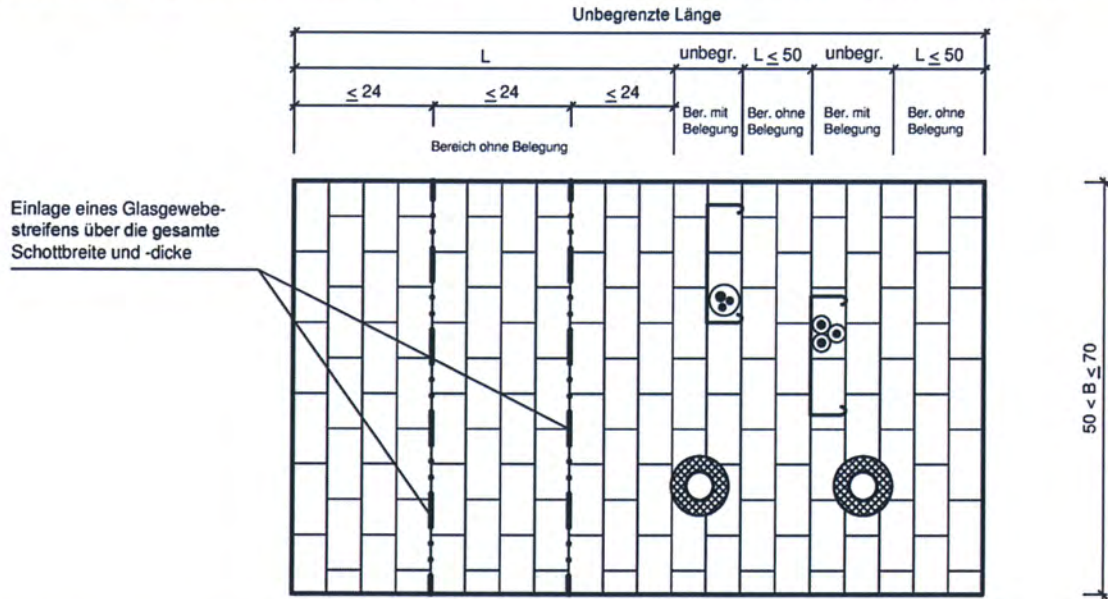 Unbegrenzte Länge
L
unbegr.
L ≤ 50
unbegr.
L ≤ 50
≤ 24
≤ 24
≤ 24
Ber. mit
Belegung
Ber. ohne
Belegung
Ber. mit
Belegung
Ber. ohne
Belegung
Bereich ohne Belegung
Einlage eines Glasgewebe-
streifens über die gesamte
Schottbreite und -dicke
50 < B ≤ 70